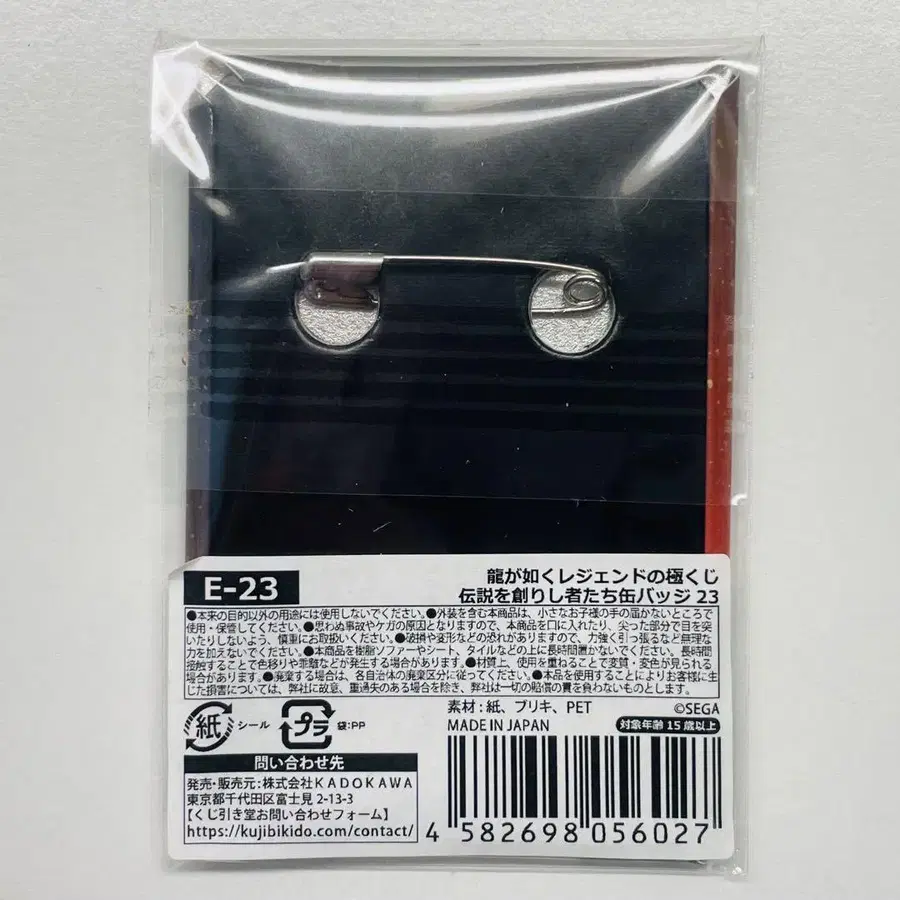 E-23
龍が如くレジェンドの極くじ
伝説を創りし者たち缶バッジ 23
●本来の目的以外の用途には使用しないでください。●外装を含む本商品は、小さなお子様の手の届かないところで
使用・保管してください。●思わぬ事故やケガの原因となりますので、本商品を口に入れたり、尖った部分で目を突
いたりしないよう、慎重にお取扱いください。●破損や変形などの恐れがありますので、力強く引っ張るなど無理な
力を加えないでください。●本商品を樹脂ソファーやシート、タイルなどの上に長時間置かないでください。長時間
接触することで色移りや乖離などが発生する場合があります。●材質上、使用を重ねることで変質・変色が見られる
場合があります。●廃棄する場合は、各自治体の廃棄区分に従ってください。●本品を使用することによりお客様に生
じた損害については、弊社に故意、重過失のある場合を除き、弊社は一切の賠償の責を負わないものとします。
紙 シール プラ 袋:PP
素材:紙、ブリキ、PET ©SEGA
MADE IN JAPAN 対象年齢 15 歳以上
問い合わせ先
発売・販売元:株式会社KADOKAWA
東京都千代田区富士見 2-13-3
【くじ引き堂お問い合わせフォーム】
https://kujibikido.com/contact/
4 582698 056027